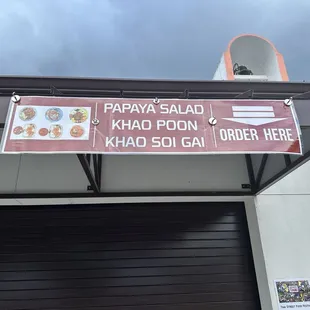 PAPAYA SALAD
KHAO POON
KHAO SOI GAI
ORDER HERE